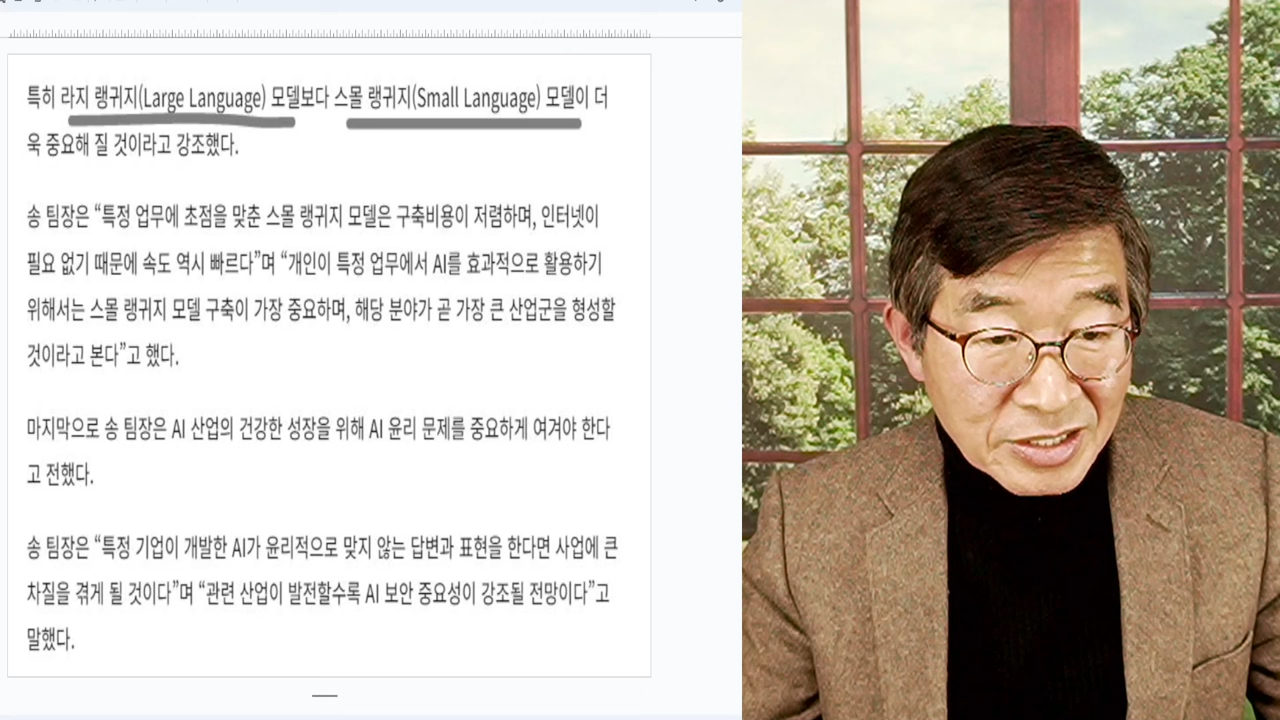 특히 라지 랭귀지(Large Language) 모델보다 스몰 랭귀지(Small Language) 모델이 더
욱 중요해 질 것이라고 강조했다.
송 팀장은 “특정 업무에 초점을 맞춘 스몰 랭귀지 모델은 구축비용이 저렴하며, 인터넷이
필요 없기 때문에 속도 역시 빠르다”며 “개인이 특정 업무에서 AI를 효과적으로 활용하기
위해서는 스몰 랭귀지 모델 구축이 가장 중요하며, 해당 분야가 곧 가장 큰 산업군을 형성할
것이라고 본다”고 했다.
마지막으로 송 팀장은 AI 산업의 건강한 성장을 위해 AI 윤리 문제를 중요하게 여겨야 한다
고 전했다.
송 팀장은 “특정 기업이 개발한 AI가 윤리적으로 맞지 않는 답변과 표현을 한다면 사업에 큰
차질을 겪게 될 것이다”며 “관련 산업이 발전할수록 AI 보안 중요성이 강조될 전망이다”고
말했다.